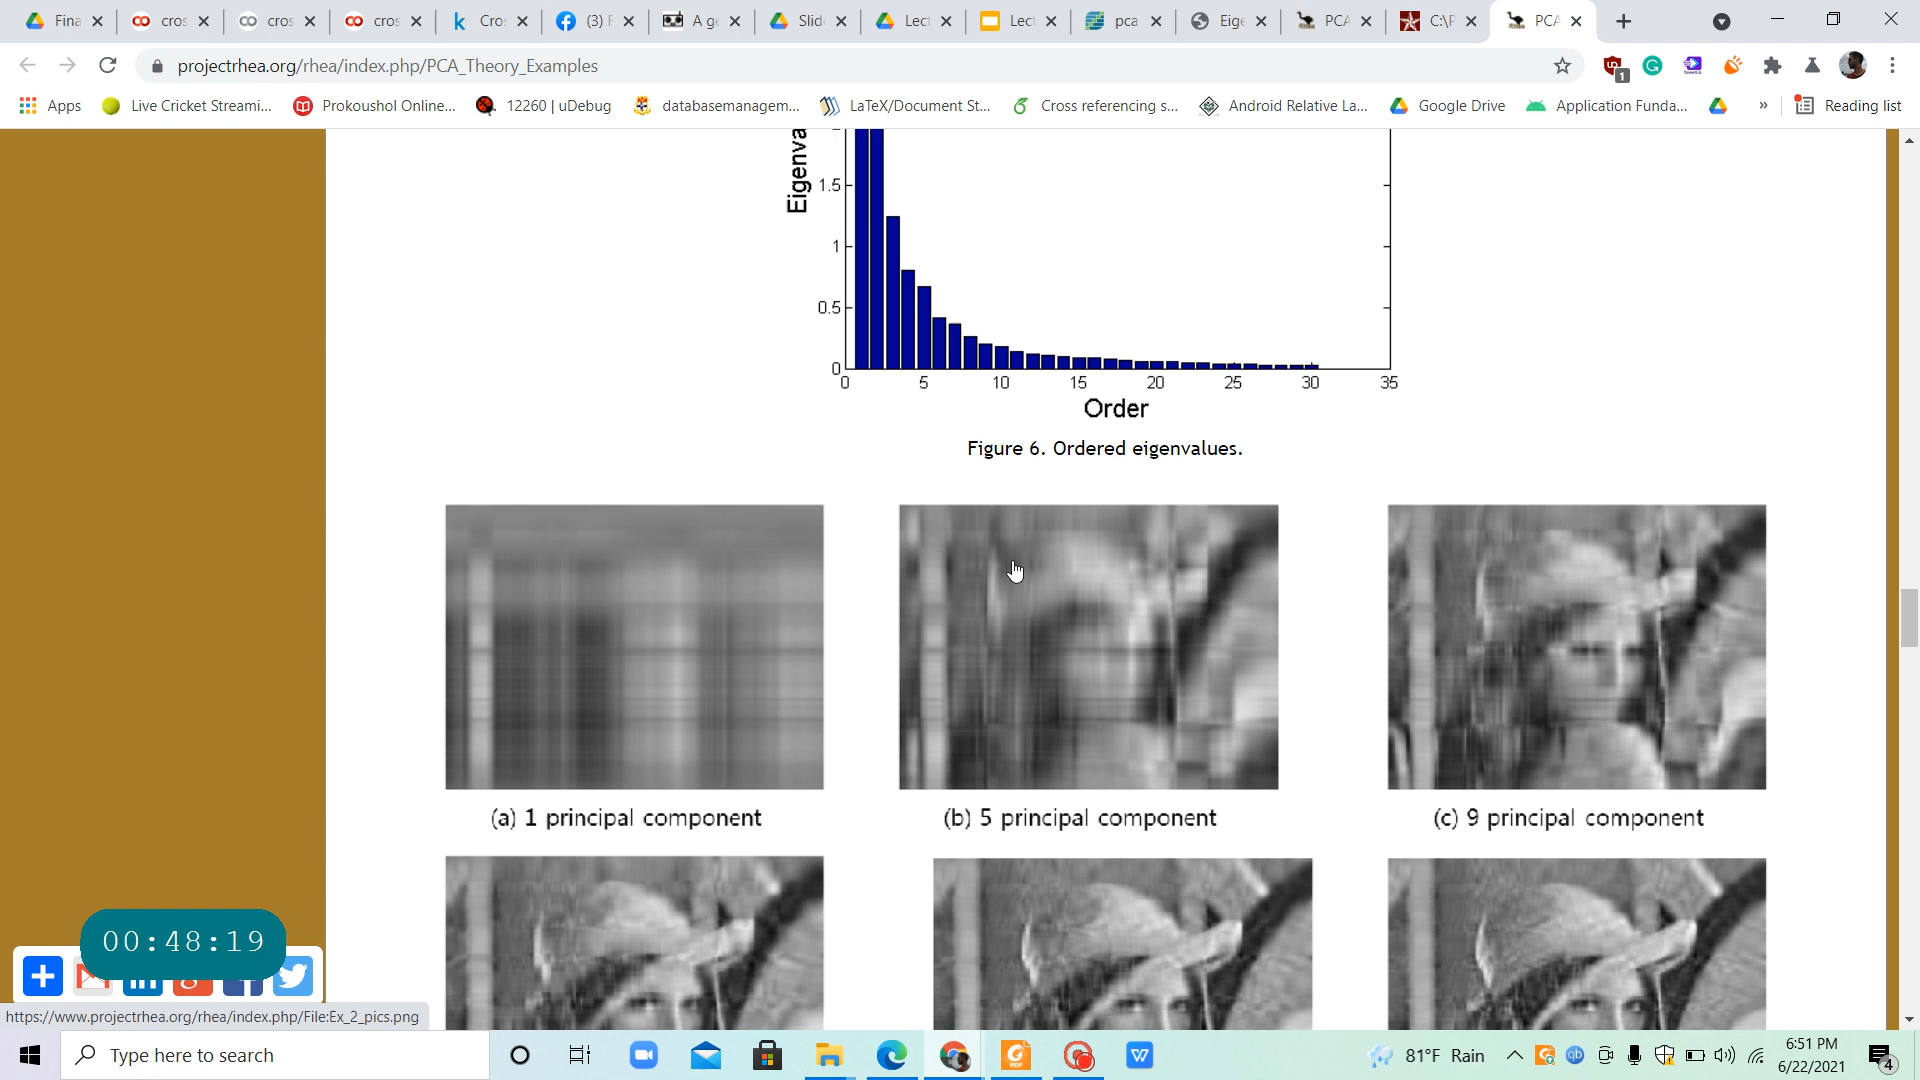 Fina
cros
cros
cros
Cro
(3) F
A ge
Slid
Lect
Lect
pca
Eige
PCA
C:\P
PCA
projectrhea.org/rhea/index.php/PCA_Theory_Examples
1
Apps
Live Cricket Streami...
Prokoushol Online...
12260 | uDebug
databasemanagem...
LaTeX/Document St...
Cross referencing s...
Android Relative La...
Google Drive
Application Funda...
»
Reading list
Eigenva
1.5
1
0.5
0
0 5 10 15 20 25 30 35
Order
Figure 6. Ordered eigenvalues.
(a) 1 principal component
(b) 5 principal component
(c) 9 principal component
00:48:19
https://www.projectrhea.org/rhea/index.php/File:Ex_2_pics.png
Type here to search
81°F Rain
6:51 PM
6/22/2021
4